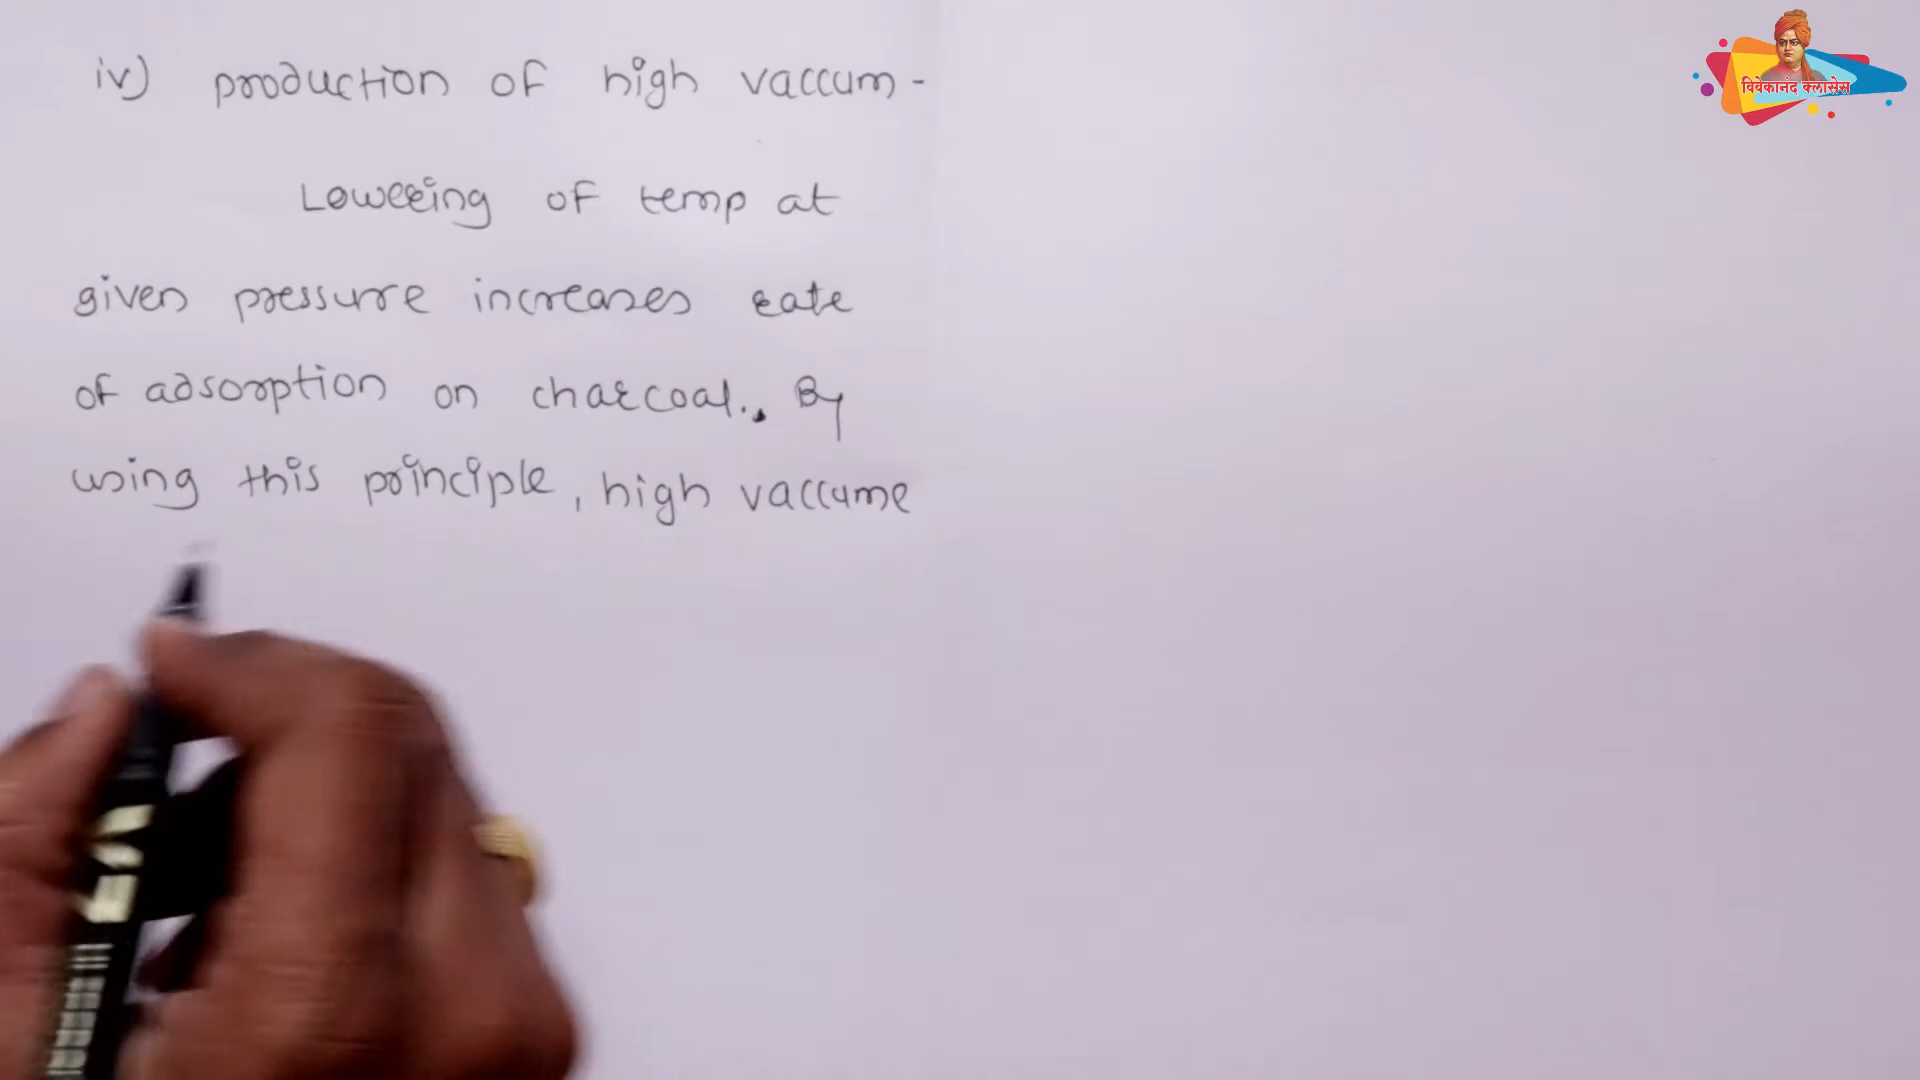 iv) production of high vaccum -
विवेकानंद क्लासेस
Lowering of temp at
given pressure increases rate
of adsorption on charcoal. By
using this principle, high vaccume